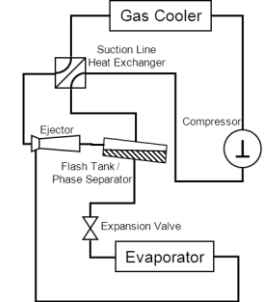 Gas Cooler
Suction Line
Heat Exchanger
Compressor
Ejector
Flash Tank /
Phase Separator
Expansion Valve
Evaporator